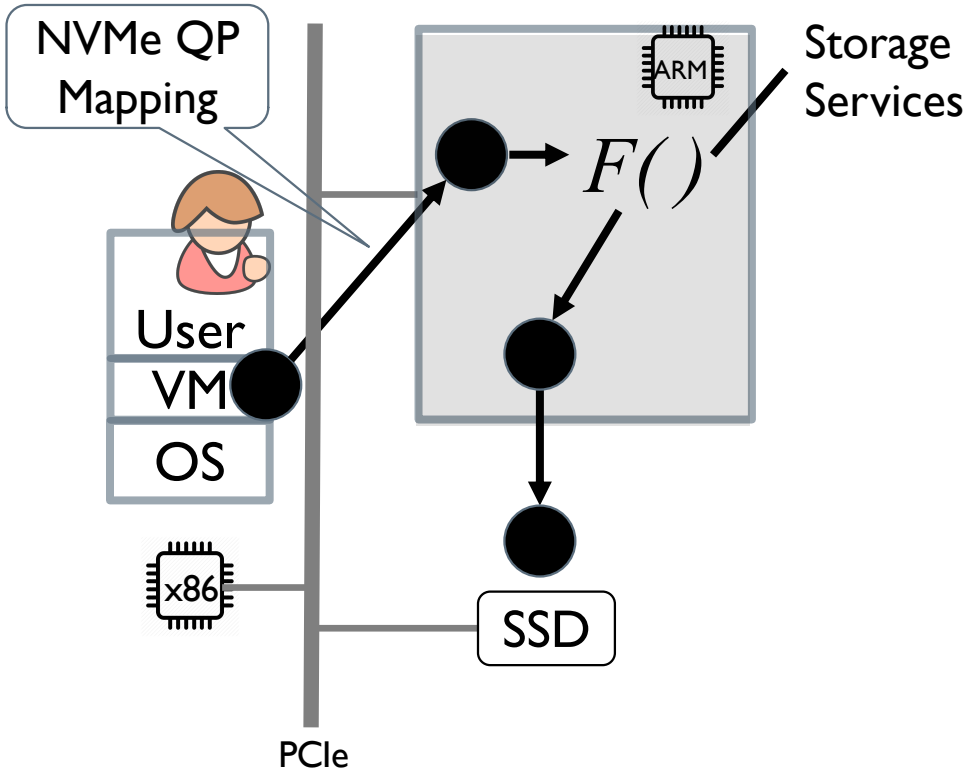 NVMe QP
Mapping
ARM
Storage
Services
F( )
User
VM
OS
x86
SSD
PCIe